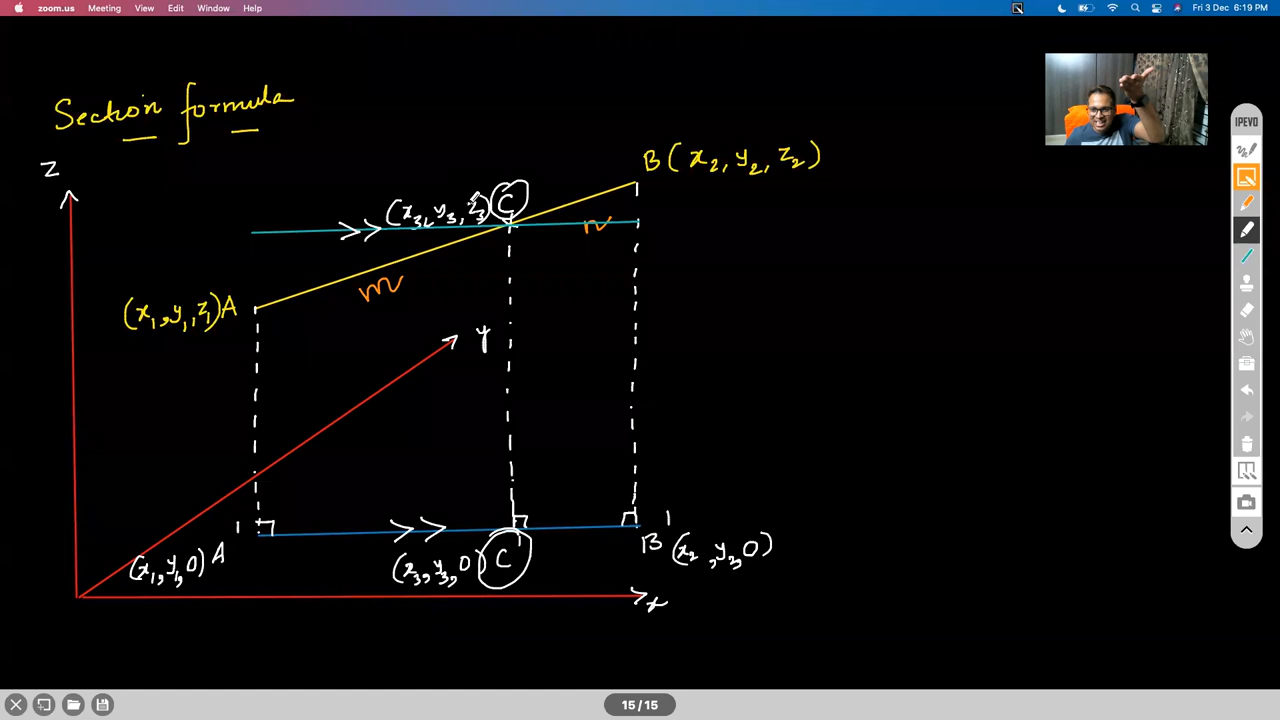 zoom.us Meeting View Edit Window Help Fri 3 Dec 6:19 PM
Section formula
IPEVO
Z
B(x₂, y₂, z₂)
(x₃, y₃, z₃) C
n
m
(x₁, y₁, z₁)A
y
(x₁, y₁, 0) A'
(x₃, y₃, 0) C
B' (x₂, y₂, 0)
x
15/15